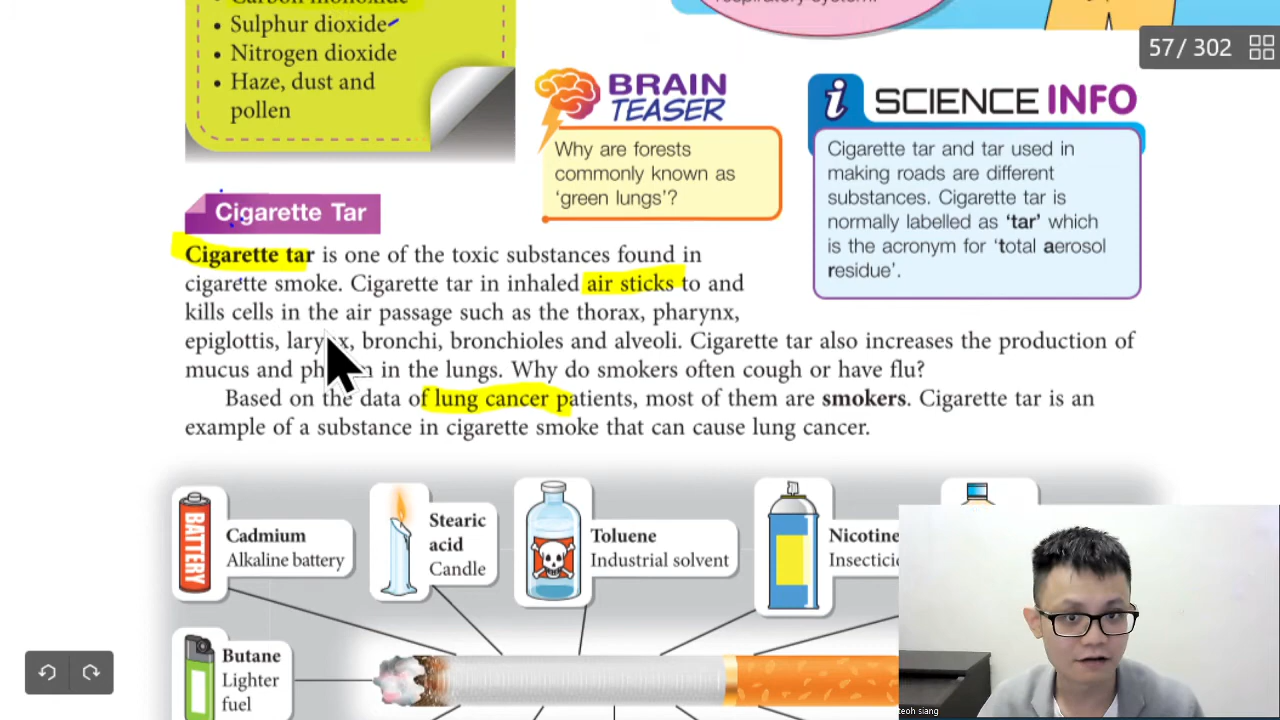 • Carbon monoxide
respiratory system.
• Sulphur dioxide
• Nitrogen dioxide
• Haze, dust and
pollen
57/ 302
BRAIN
TEASER
Why are forests
commonly known as
‘green lungs’?
i SCIENCE INFO
Cigarette tar and tar used in
making roads are different
substances. Cigarette tar is
normally labelled as ‘tar’ which
is the acronym for ‘total aerosol
residue’.
Cigarette Tar
Cigarette tar is one of the toxic substances found in
cigarette smoke. Cigarette tar in inhaled air sticks to and
kills cells in the air passage such as the thorax, pharynx,
epiglottis, larynx, bronchi, bronchioles and alveoli. Cigarette tar also increases the production of
mucus and in the lungs. Why do smokers often cough or have flu?
Based on the data of lung cancer patients, most of them are smokers. Cigarette tar is an
example of a substance in cigarette smoke that can cause lung cancer.
BATTERY
Cadmium
Alkaline battery
Stearic
acid
Candle
Toluene
Industrial solvent
Nicotine
Butane
Lighter
fuel
teoh siang